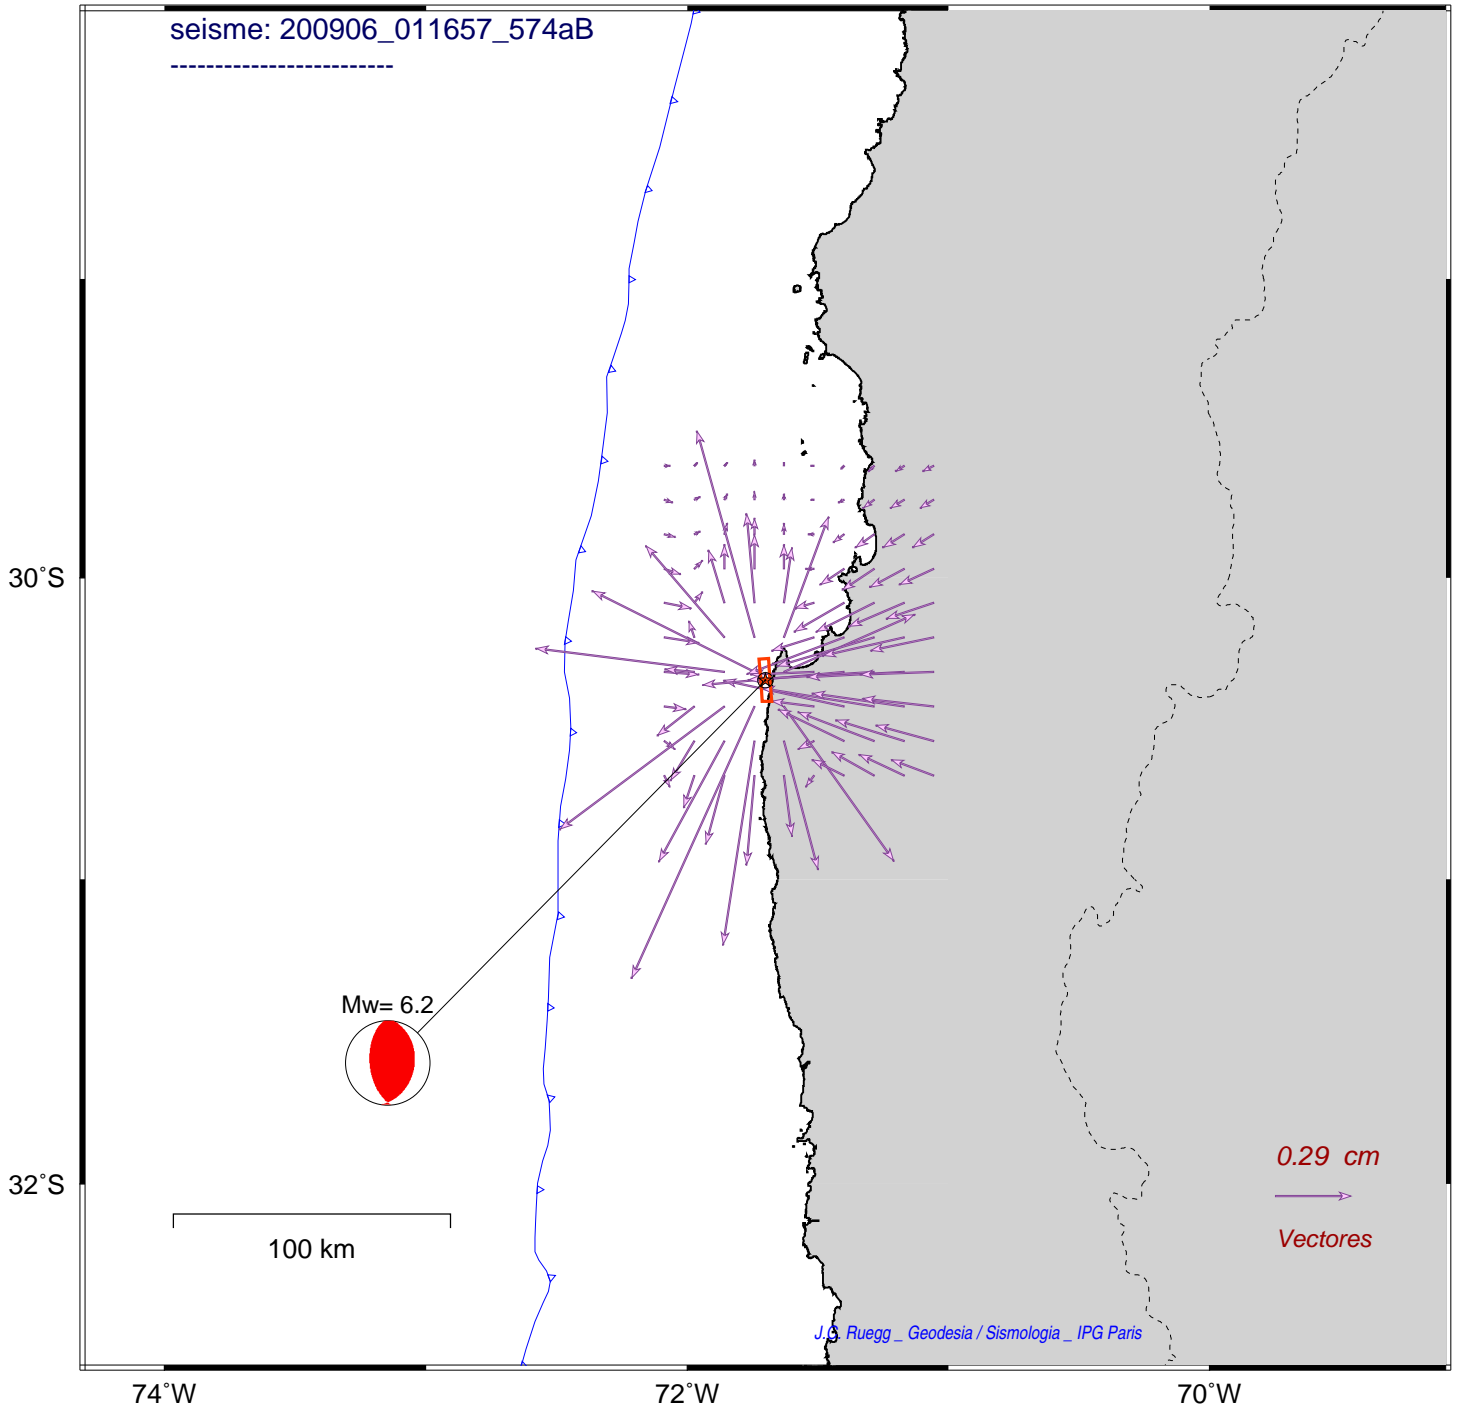 seisme: 200906_011657_574aB
-------------------------
30˚S
Mw= 6.2
0.29 cm
32˚S
100 km
Vectores
J.C. Ruegg _ Geodesia / Sismologia _ IPG Paris
74˚W
72˚W
70˚W